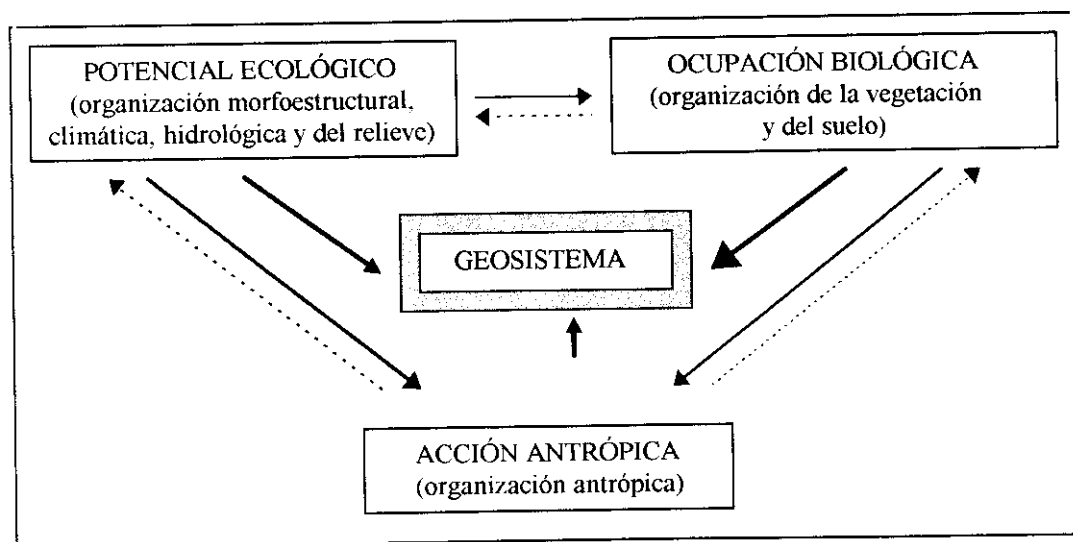 POTENCIAL ECOLÓGICO
(organización morfoestructural,
climática, hidrológica y del relieve)
OCUPACIÓN BIOLÓGICA
(organización de la vegetación
y del suelo)
GEOSISTEMA
ACCIÓN ANTRÓPICA
(organización antrópica)